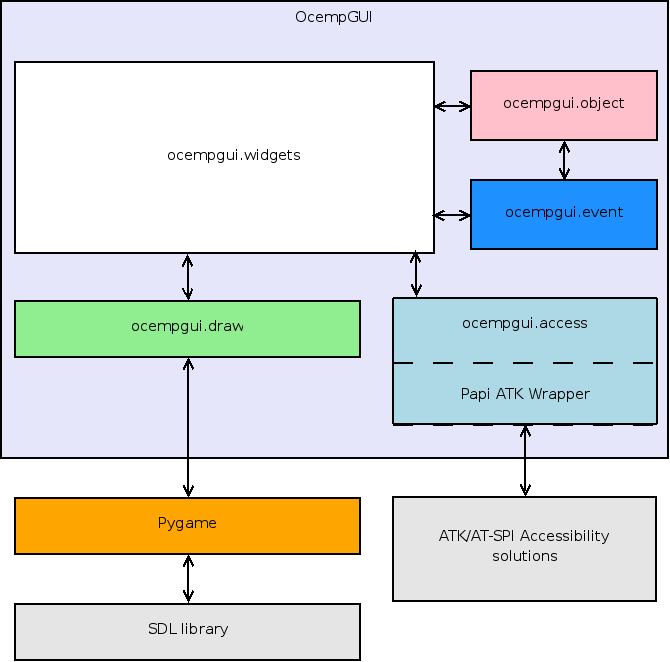 OcempGUI
ocempgui.object
ocempgui.widgets
ocempgui.event
ocempgui.draw
ocempgui.access
Papi ATK Wrapper
Pygame
ATK/AT-SPI Accessibility
solutions
SDL library